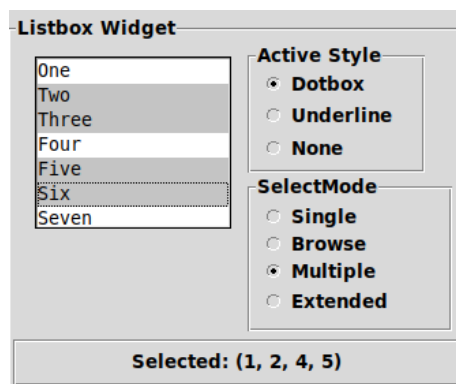 Listbox Widget
One
Two
Three
Four
Five
Six
Seven
Active Style
Dotbox
Underline
None
SelectMode
Single
Browse
Multiple
Extended
Selected: (1, 2, 4, 5)